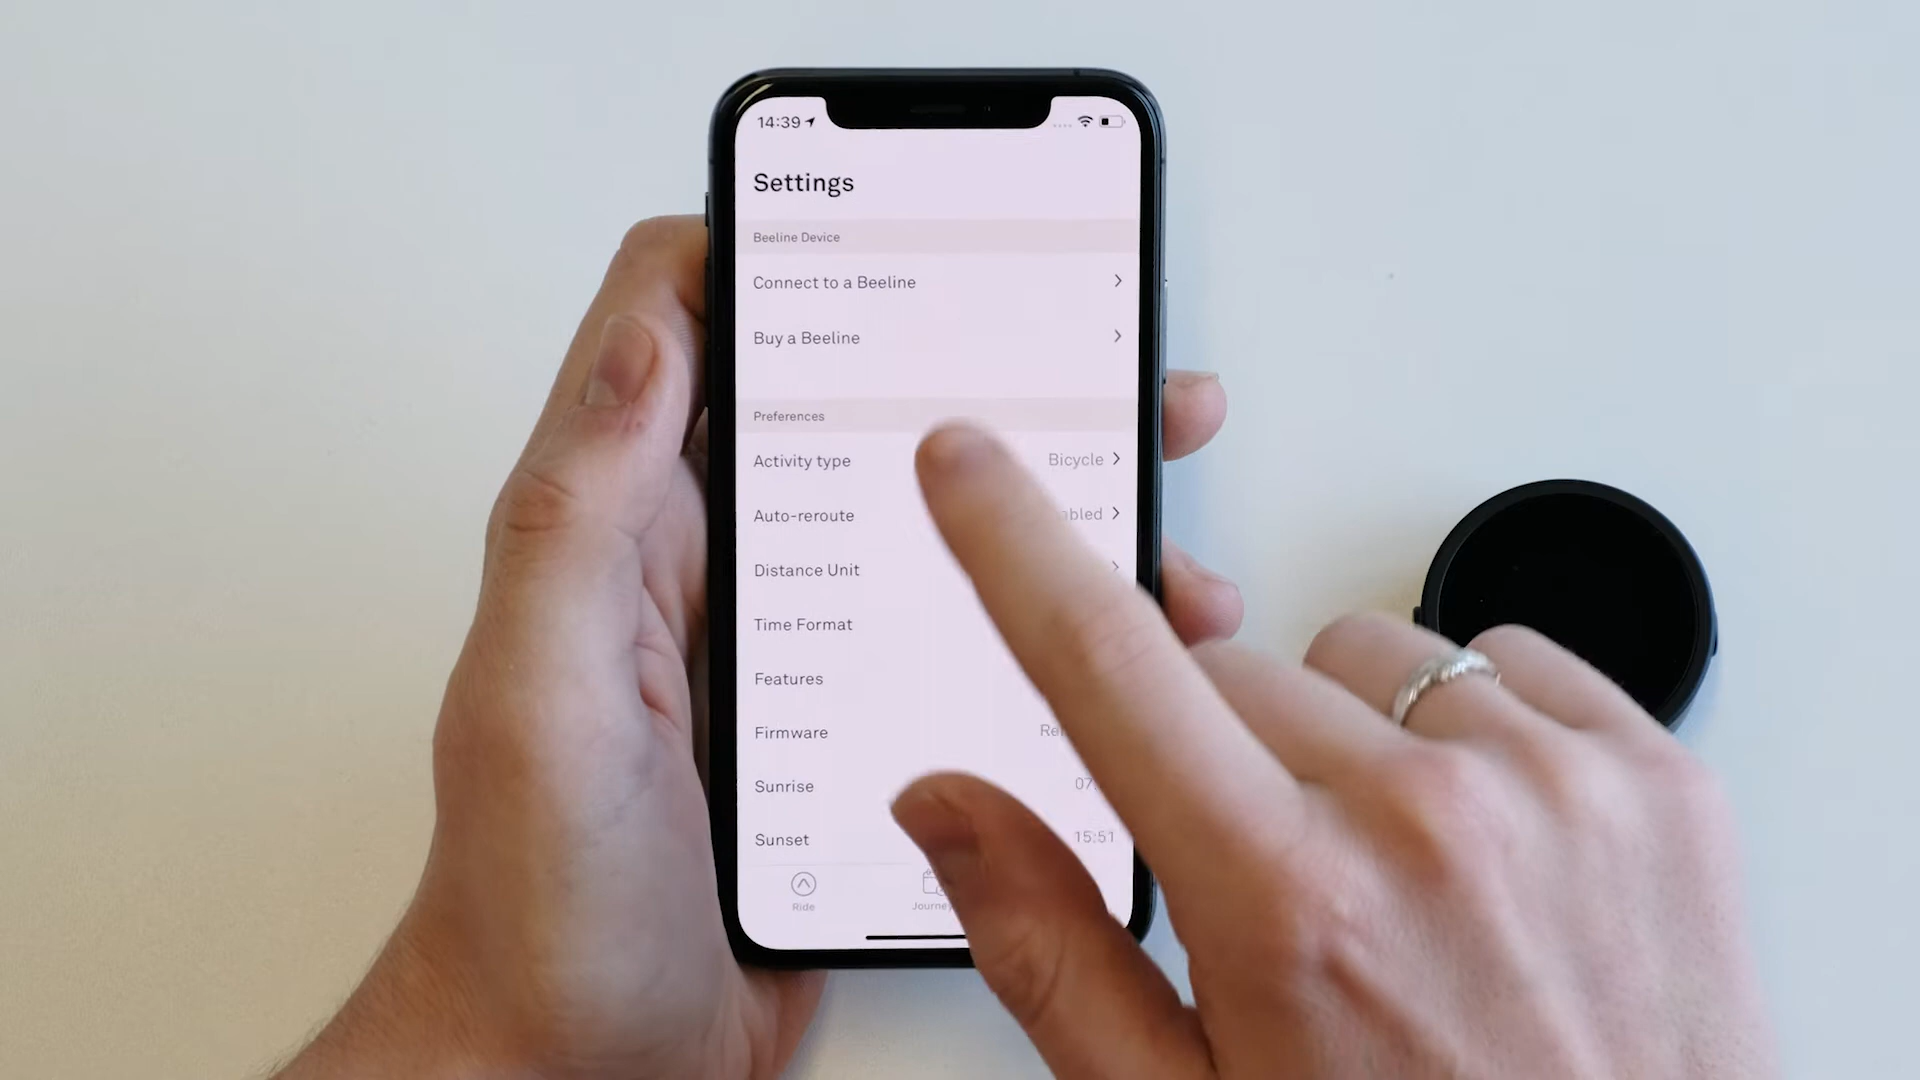 14:39
Settings
Beeline Device
Connect to a Beeline
Buy a Beeline
Preferences
Activity type Bicycle
Auto-reroute
Distance Unit
Time Format
Features
Firmware
Sunrise
Sunset 15:51
Ride